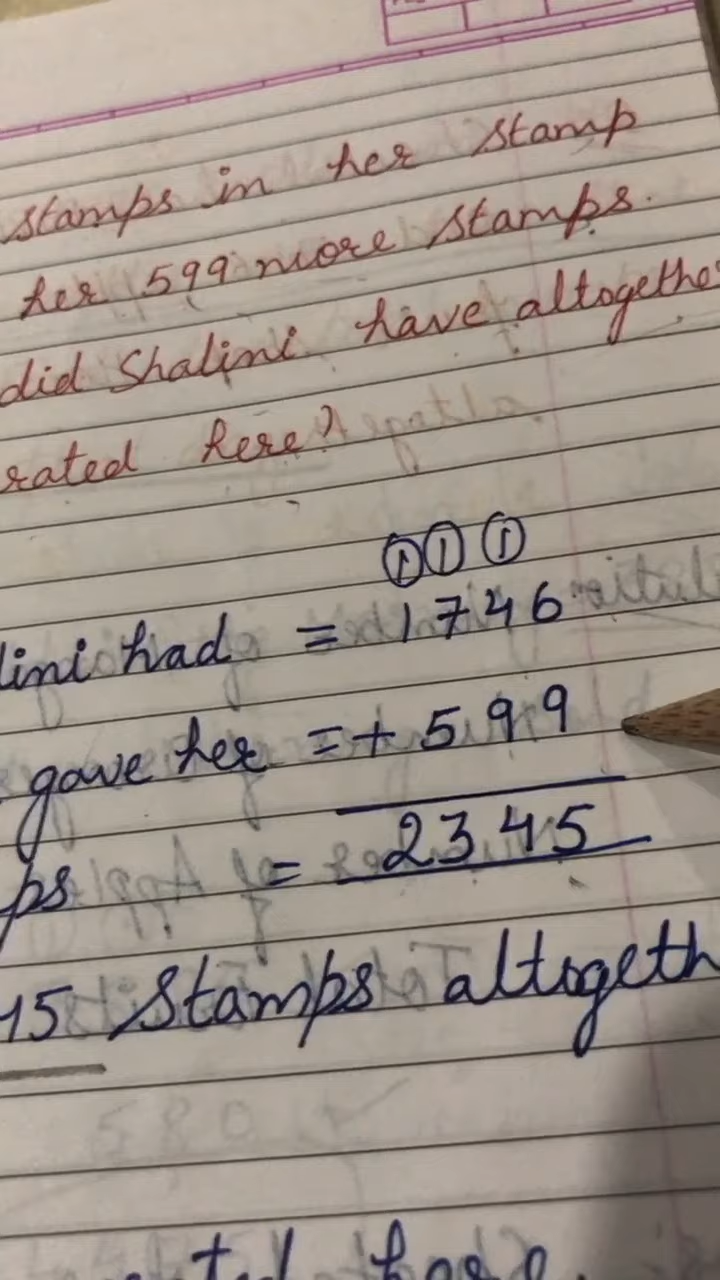 stamps in her stamp
her 599 more stamps.
did Shalini have altogethe
rated here?
① ① ①
lini had = 1746
gave her = + 599
ps = 2345
45 stamps altogeth